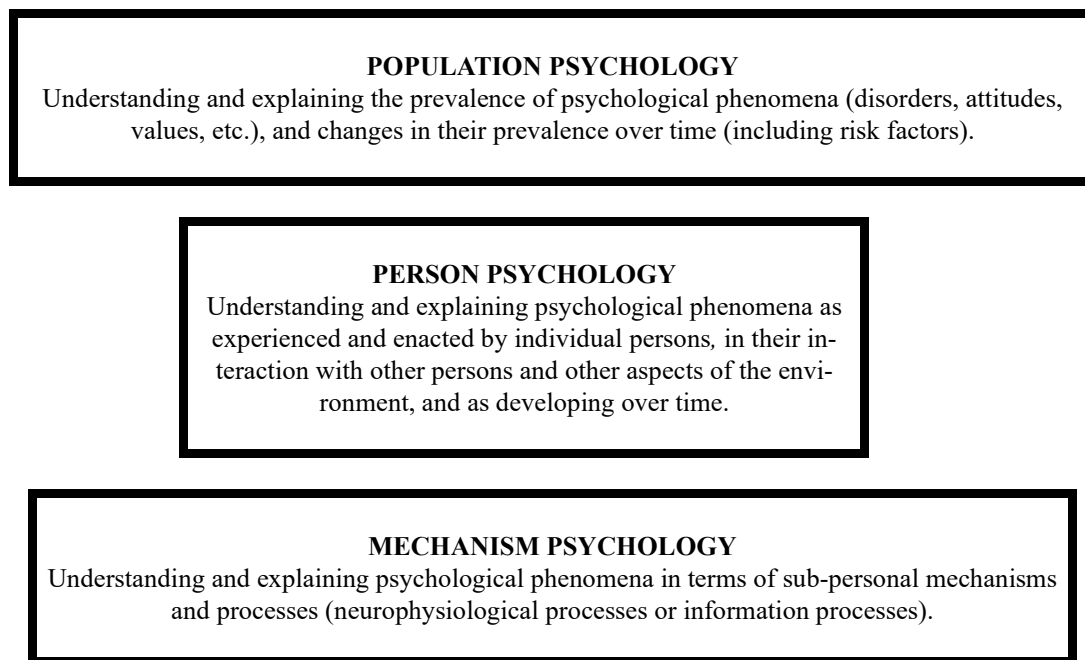 POPULATION PSYCHOLOGY
Understanding and explaining the prevalence of psychological phenomena (disorders, attitudes,
values, etc.), and changes in their prevalence over time (including risk factors).
PERSON PSYCHOLOGY
Understanding and explaining psychological phenomena as
experienced and enacted by individual persons, in their in-
teraction with other persons and other aspects of the envi-
ronment, and as developing over time.
MECHANISM PSYCHOLOGY
Understanding and explaining psychological phenomena in terms of sub-personal mechanisms
and processes (neurophysiological processes or information processes).